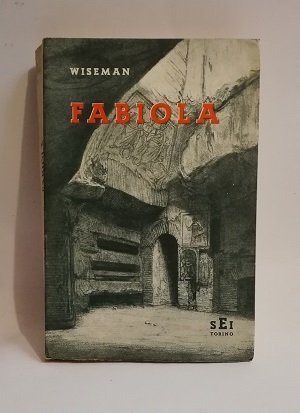 WISEMAN
FABIOLA
SEI
TORINO